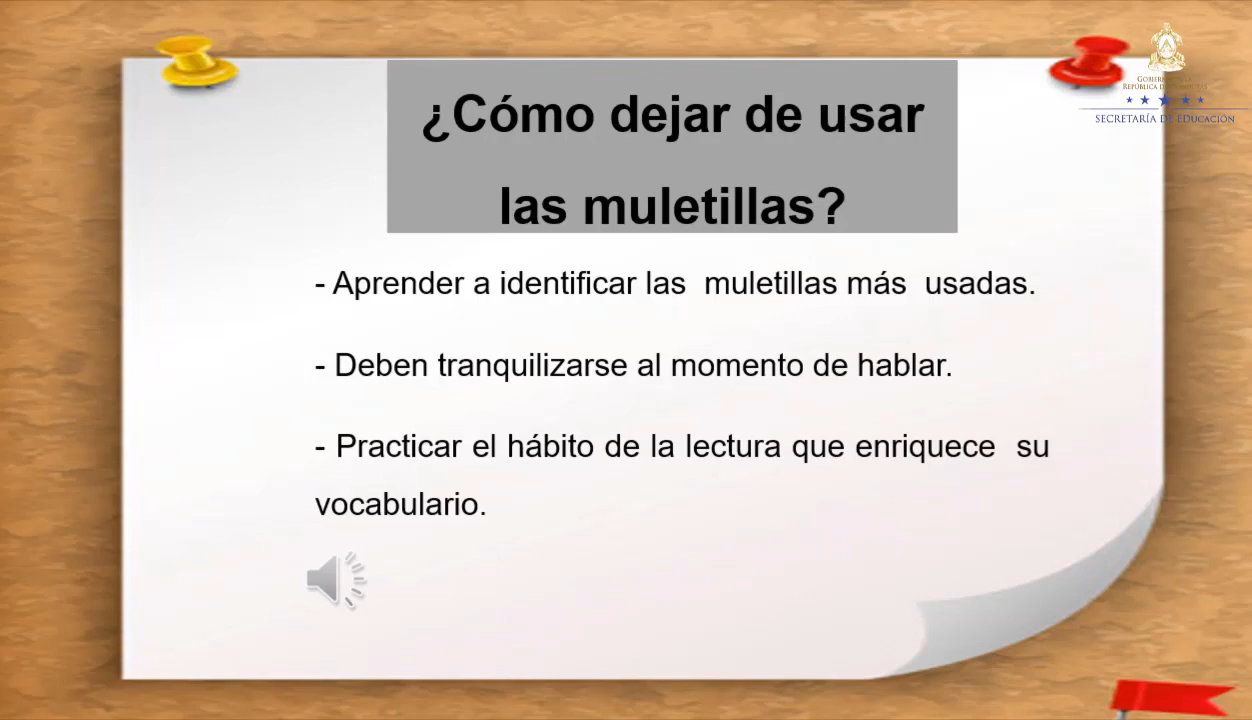 ¿Cómo dejar de usar
las muletillas?
- Aprender a identificar las muletillas más usadas.
- Deben tranquilizarse al momento de hablar.
- Practicar el hábito de la lectura que enriquece su
vocabulario.
SECRETARÍA DE EDUCACIÓN